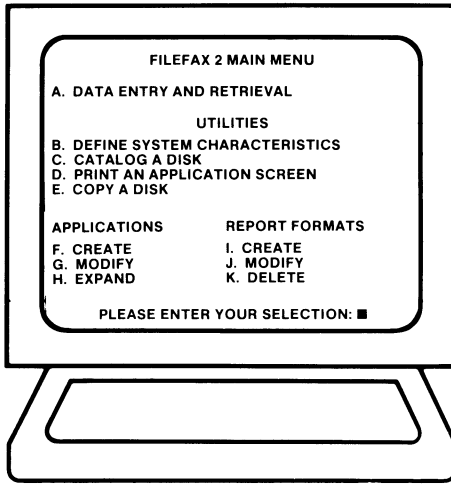 FILEFAX 2 MAIN MENU
A. DATA ENTRY AND RETRIEVAL
UTILITIES
B. DEFINE SYSTEM CHARACTERISTICS
C. CATALOG A DISK
D. PRINT AN APPLICATION SCREEN
E. COPY A DISK
APPLICATIONS
F. CREATE
G. MODIFY
H. EXPAND
REPORT FORMATS
I. CREATE
J. MODIFY
K. DELETE
PLEASE ENTER YOUR SELECTION: ■